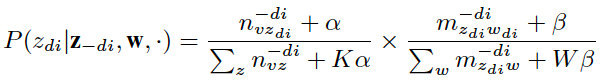 $P(z_{di}|\mathbf{z}_{-di}, \mathbf{w}, \cdot) = \frac{n_{vz_{di}}^{-di} + \alpha}{\sum_z n_{vz}^{-di} + K\alpha} \times \frac{m_{z_{di}w_{di}}^{-di} + \beta}{\sum_w m_{z_{di}w}^{-di} + W\beta}$